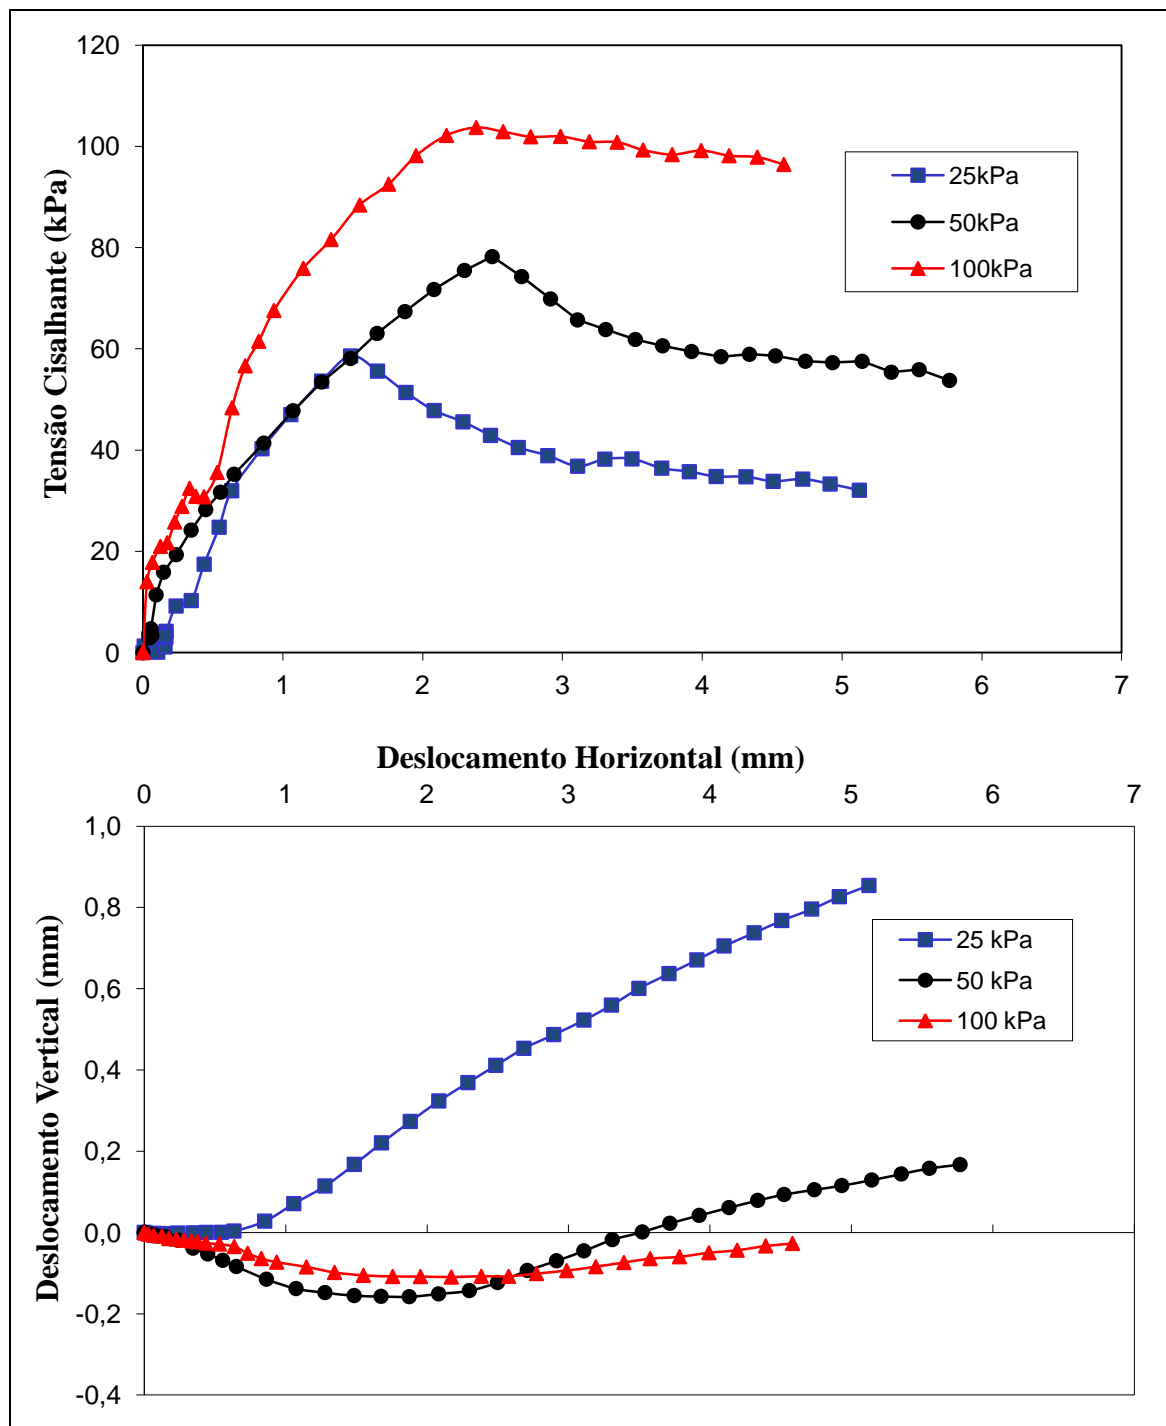 120
100
80
60
40
20
0
Tensão Cisalhante (kPa)
25kPa
50kPa
100kPa
0 1 2 3 4 5 6 7
Deslocamento Horizontal (mm)
0 1 2 3 4 5 6 7
1,0
0,8
0,6
0,4
0,2
0,0
-0,2
-0,4
Deslocamento Vertical (mm)
25 kPa
50 kPa
100 kPa